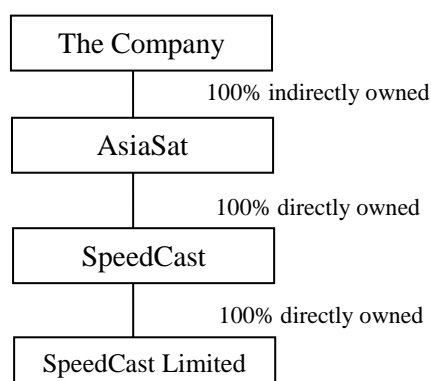 The Company
100% indirectly owned
AsiaSat
100% directly owned
SpeedCast
100% directly owned
SpeedCast Limited